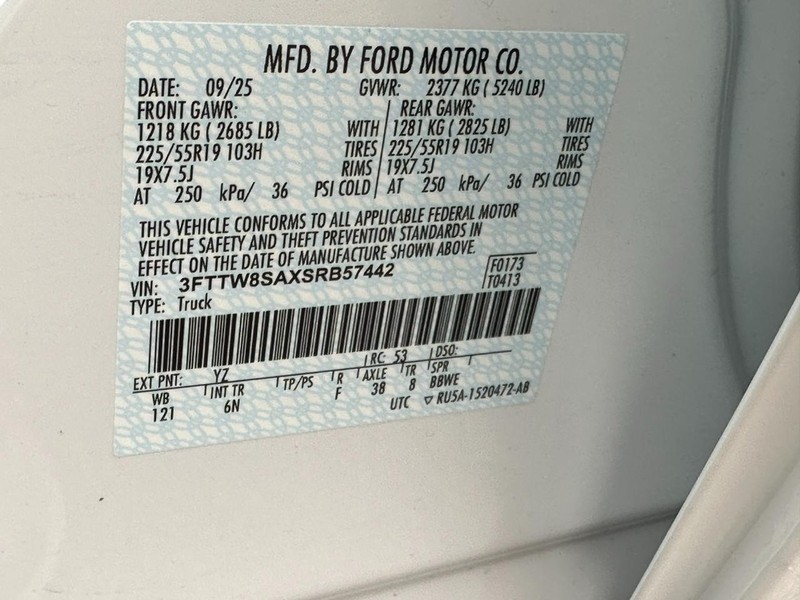 MFD. BY FORD MOTOR CO.
DATE: 09/25 GVWR: 2377 KG ( 5240 LB)
FRONT GAWR: REAR GAWR:
1218 KG ( 2685 LB) WITH 1281 KG ( 2825 LB) WITH
225/55R19 103H TIRES 225/55R19 103H TIRES
19X7.5J RIMS 19X7.5J RIMS
AT 250 kPa/ 36 PSI COLD AT 250 kPa/ 36 PSI COLD
THIS VEHICLE CONFORMS TO ALL APPLICABLE FEDERAL MOTOR
VEHICLE SAFETY AND THEFT PREVENTION STANDARDS IN
EFFECT ON THE DATE OF MANUFACTURE SHOWN ABOVE.
VIN: 3FTTW8SAXSRB57442 F0173
TYPE: Truck T0413
EXT PNT: YZ RC: 53 DSO:
WB INT TR TP/PS R AXLE TR SPR
121 6N F 38 8 BBWE
UTC ▽ RU5A-1520472-AB